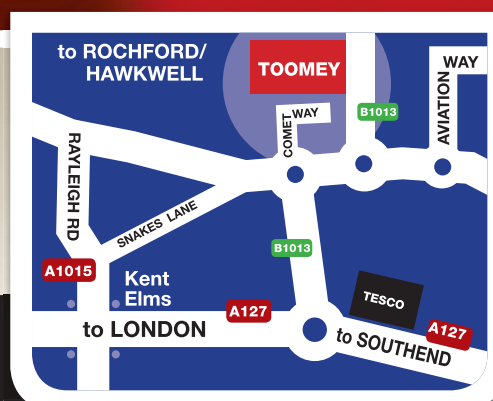 to ROCHFORD/
HAWKWELL
TOOMEY
WAY
COMET
WAY
B1013
AVIATION
RAYLEIGH RD
SNAKES LANE
B1013
A1015
Kent
Elms
A127
TESCO
to LONDON
to SOUTHEND
A127